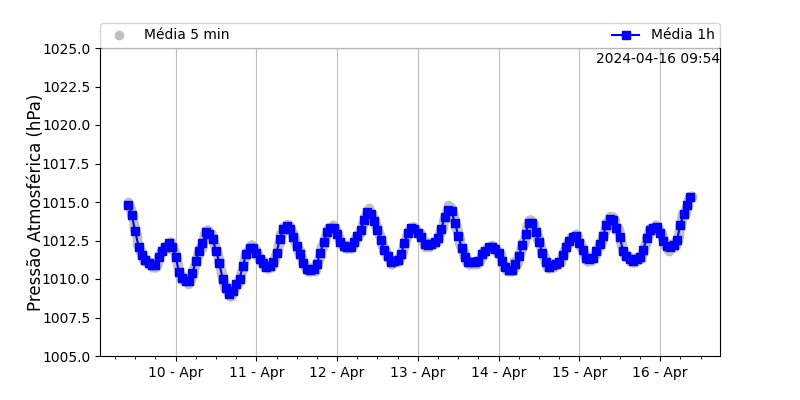 Média 5 min
Média 1h
2024-04-16 09:54
Pressão Atmosférica (hPa)
1025.0
1022.5
1020.0
1017.5
1015.0
1012.5
1010.0
1007.5
1005.0
10 - Apr
11 - Apr
12 - Apr
13 - Apr
14 - Apr
15 - Apr
16 - Apr